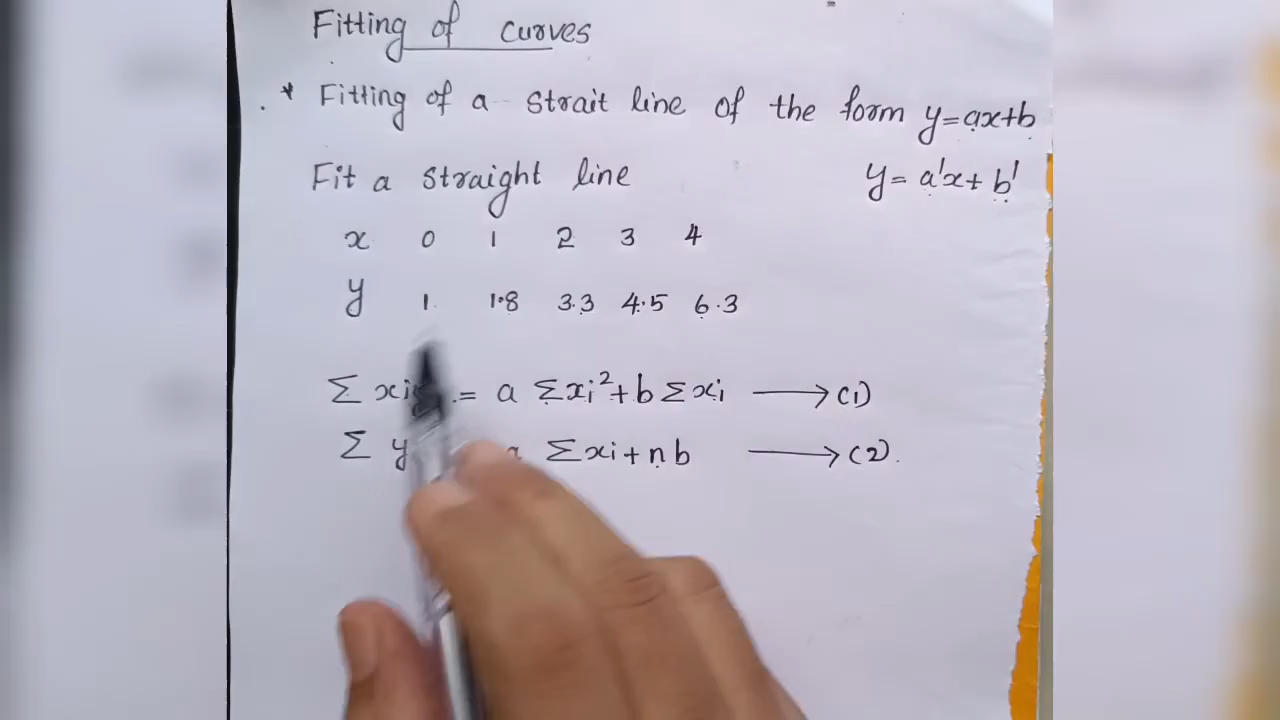 Fitting of curves
* Fitting of a strait line of the form y=ax+b
Fit a straight line y= a'x+ b'
x 0 1 2 3 4
y 1 1.8 3.3 4.5 6.3
Σ xi = a Σxi²+b Σxi ⟶ (1)
Σ y Σxi+nb ⟶ (2).